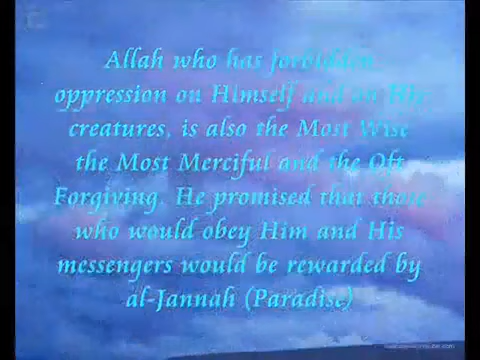 Allah who has forbidden
oppression on Himself and on His
creatures, is also the Most Wise
the Most Merciful and the Oft
Forgiving. He promised that those
who would obey Him and His
messengers would be rewarded by
al-Jannah (Paradise)